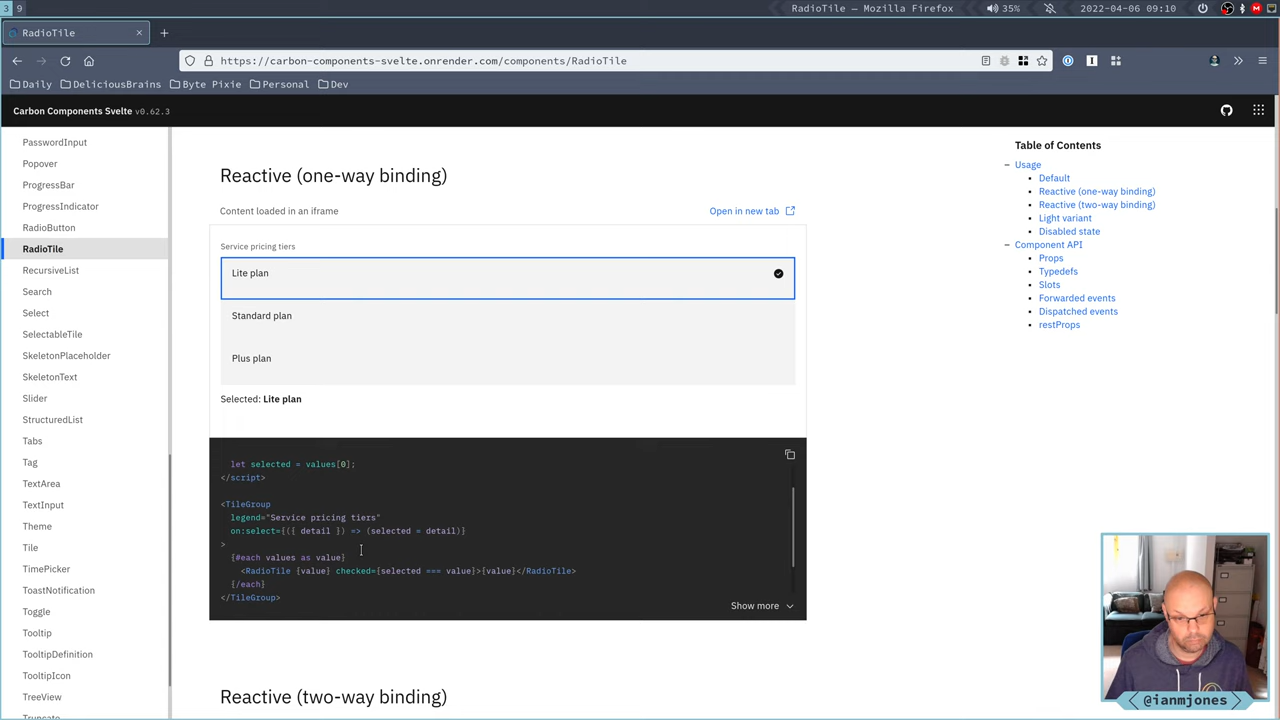 3 9
RadioTile — Mozilla Firefox
35%
2022-04-06 09:10
RadioTile
https://carbon-components-svelte.onrender.com/components/RadioTile
Daily
DeliciousBrains
Byte Pixie
Personal
Dev
Carbon Components Svelte v0.62.3
PasswordInput
Popover
ProgressBar
ProgressIndicator
RadioButton
RadioTile
RecursiveList
Search
Select
SelectableTile
SkeletonPlaceholder
SkeletonText
Slider
StructuredList
Tabs
Tag
TextArea
TextInput
Theme
Tile
TimePicker
ToastNotification
Toggle
Tooltip
TooltipDefinition
TooltipIcon
TreeView
Truncate
Reactive (one-way binding)
Content loaded in an iframe
Open in new tab
Service pricing tiers
Lite plan
Standard plan
Plus plan
Selected: Lite plan
let selected = values[0];
</script>
<TileGroup
legend="Service pricing tiers"
on:select={({ detail }) => (selected = detail)}
>
{#each values as value}
<RadioTile {value} checked={selected === value}>{value}</RadioTile>
{/each}
</TileGroup>
Show more
Reactive (two-way binding)
Table of Contents
Usage
Default
Reactive (one-way binding)
Reactive (two-way binding)
Light variant
Disabled state
Component API
Props
Typedefs
Slots
Forwarded events
Dispatched events
restProps
@ianmjones